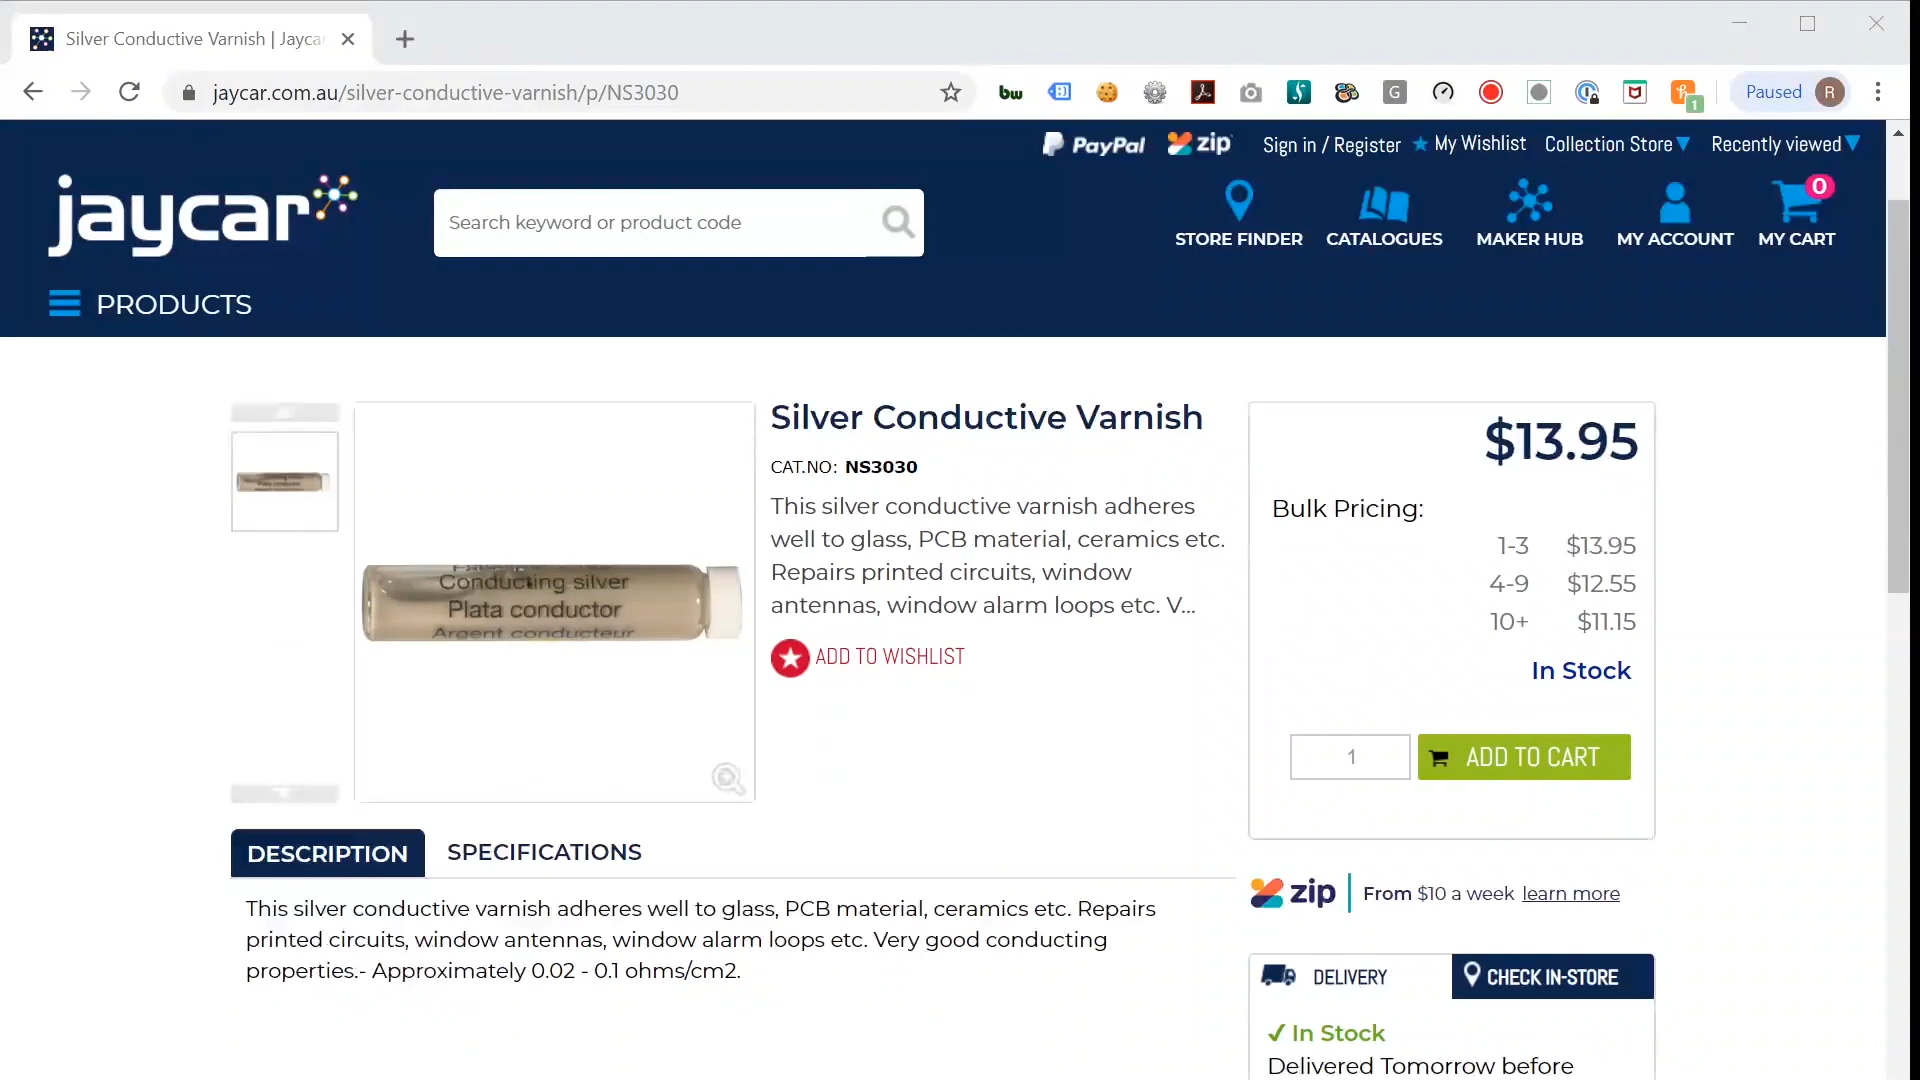 Silver Conductive Varnish | Jaycar
jaycar.com.au/silver-conductive-varnish/p/NS3030
bw
G
1
Paused
R
PayPal
zip
Sign in / Register
My Wishlist
Collection Store
Recently viewed
jaycar
Search keyword or product code
STORE FINDER
CATALOGUES
MAKER HUB
MY ACCOUNT
0
MY CART
PRODUCTS
Conducting silver
Plata conductor
Argent conducteur
Silver Conductive Varnish
CAT.NO: NS3030
This silver conductive varnish adheres
well to glass, PCB material, ceramics etc.
Repairs printed circuits, window
antennas, window alarm loops etc. V...
ADD TO WISHLIST
$13.95
Bulk Pricing:
1-3 $13.95
4-9 $12.55
10+ $11.15
In Stock
1
ADD TO CART
DESCRIPTION
SPECIFICATIONS
This silver conductive varnish adheres well to glass, PCB material, ceramics etc. Repairs
printed circuits, window antennas, window alarm loops etc. Very good conducting
properties.- Approximately 0.02 - 0.1 ohms/cm2.
zip
From $10 a week learn more
DELIVERY
CHECK IN-STORE
In Stock
Delivered Tomorrow before